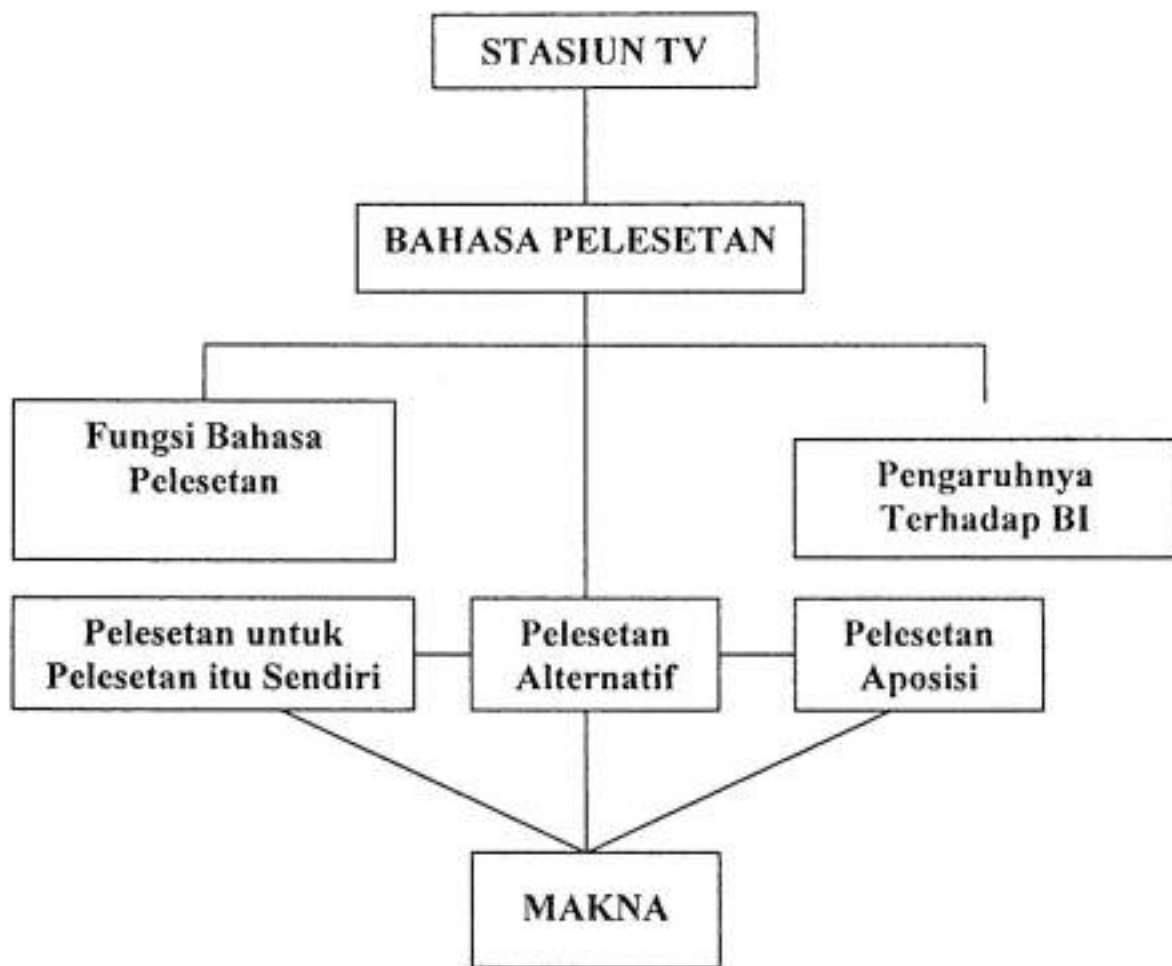 STASIUN TV
BAHASA PELESETAN
Fungsi Bahasa
Pelesetan
Pengaruhnya
Terhadap BI
Pelesetan untuk
Pelesetan itu Sendiri
Pelesetan
Alternatif
Pelesetan
Aposisi
MAKNA